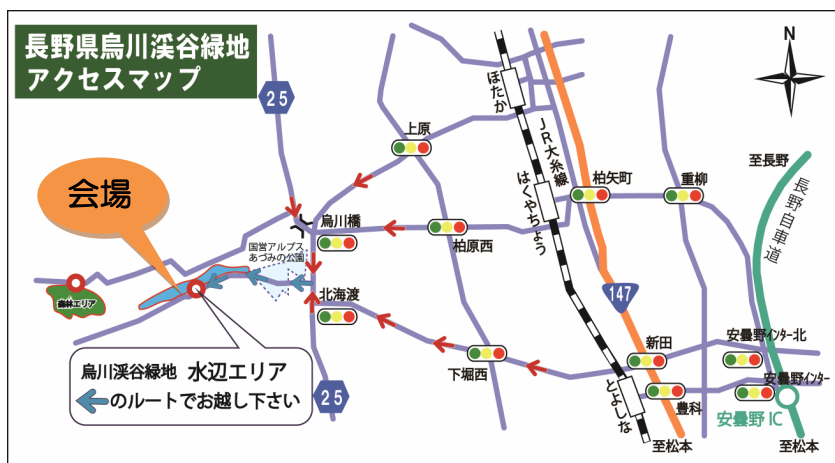 長野県烏川渓谷緑地
アクセスマップ
25
N
ほたか
上原
JR大糸線
柏矢町
重柳
至長野
会場
はくやちょう
長野自車道
烏川橋
国営アルプス
あづみの公園
柏原西
森林エリア
北海渡
147
新田
安曇野インター北
烏川渓谷緑地 水辺エリア
のルートでお越し下さい
下堀西
25
とよしな
豊科
安曇野インター
安曇野IC
至松本
至松本